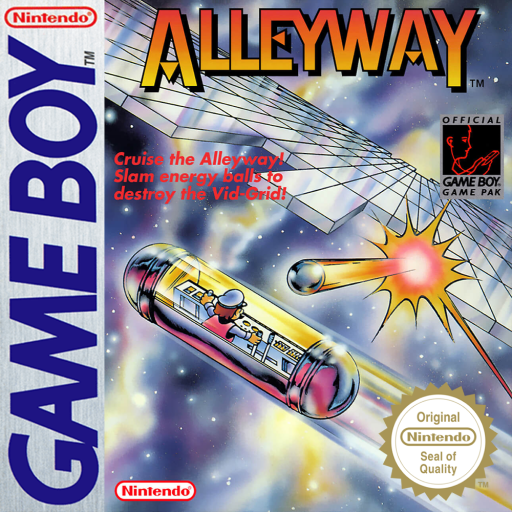 Nintendo
GAME BOY
TM
ALLEYWAY
TM
Cruise the Alleyway!
Slam energy balls to
destroy the Vid-Grid!
OFFICIAL
GAME BOY
GAME PAK
Nintendo
Original
Nintendo
Seal of
Quality
TM